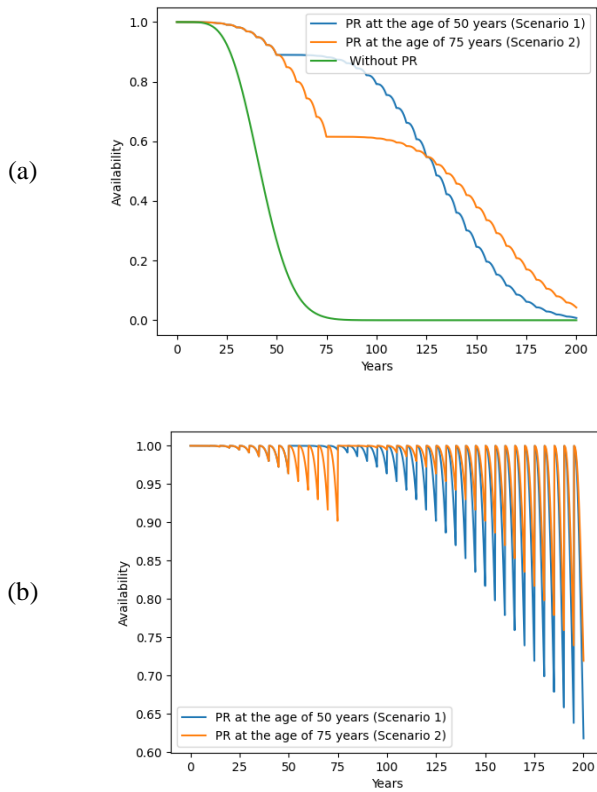 (a)
Availability
1.0
0.8
0.6
0.4
0.2
0.0
PR att the age of 50 years (Scenario 1)
PR at the age of 75 years (Scenario 2)
Without PR
0 25 50 75 100 125 150 175 200
Years
(b)
Availability
1.00
0.95
0.90
0.85
0.80
0.75
0.70
0.65
0.60
PR at the age of 50 years (Scenario 1)
PR at the age of 75 years (Scenario 2)
0 25 50 75 100 125 150 175 200
Years